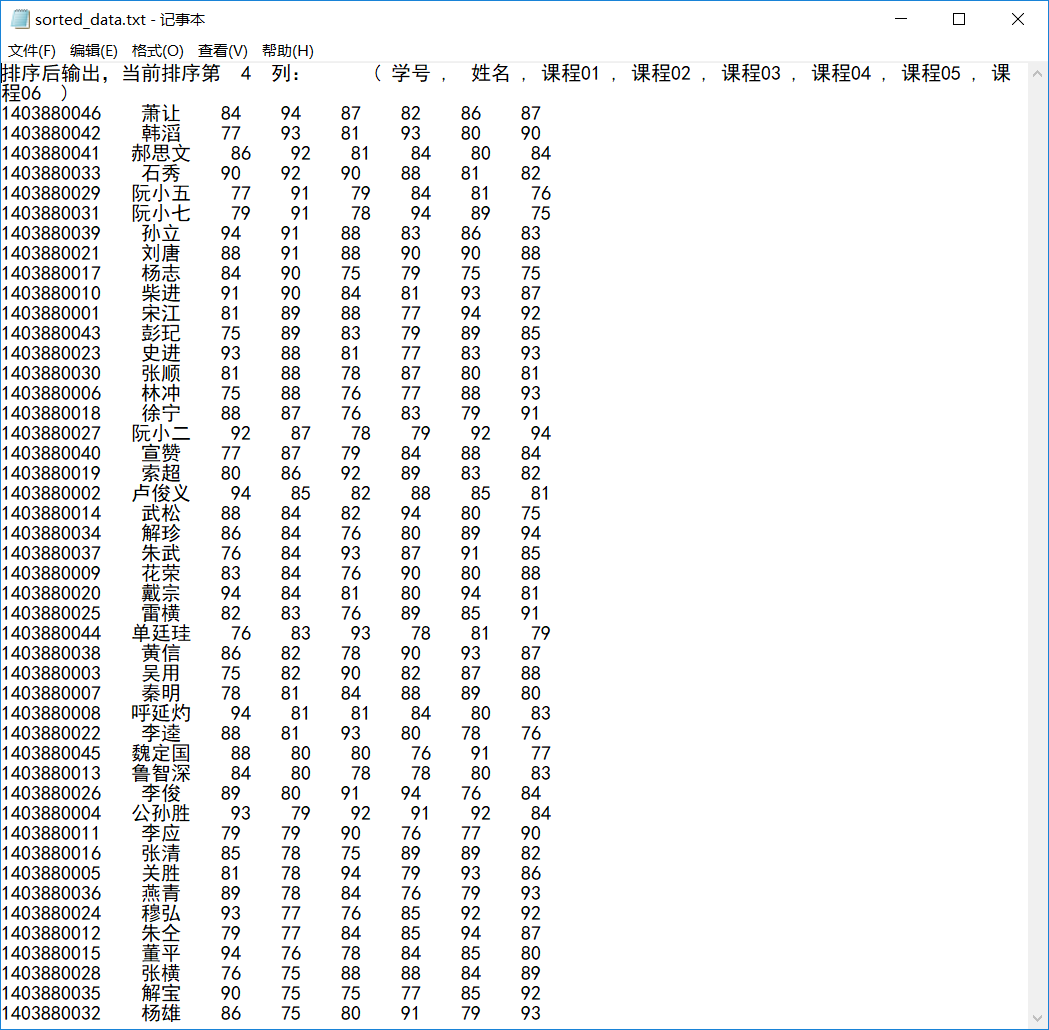 sorted_data.txt - 记事本
文件(F) 编辑(E) 格式(O) 查看(V) 帮助(H)
排序后输出，当前排序第 4 列： （ 学号 , 姓名 , 课程01 , 课程02 , 课程03 , 课程04 , 课程05 , 课
程06 ）
1403880046 萧让 84 94 87 82 86 87
1403880042 韩滔 77 93 81 93 80 90
1403880041 郝思文 86 92 81 84 80 84
1403880033 石秀 90 92 90 88 81 82
1403880029 阮小五 77 91 79 84 81 76
1403880031 阮小七 79 91 78 94 89 75
1403880039 孙立 94 91 88 83 86 83
1403880021 刘唐 88 91 88 90 90 88
1403880017 杨志 84 90 75 79 75 75
1403880010 柴进 91 90 84 81 93 87
1403880001 宋江 81 89 88 77 94 92
1403880043 彭玘 75 89 83 79 89 85
1403880023 史进 93 88 81 77 83 93
1403880030 张顺 81 88 78 87 80 81
1403880006 林冲 75 88 76 77 88 93
1403880018 徐宁 88 87 76 83 79 91
1403880027 阮小二 92 87 78 79 92 94
1403880040 宣赞 77 87 79 84 88 84
1403880019 索超 80 86 92 89 83 82
1403880002 卢俊义 94 85 82 88 85 81
1403880014 武松 88 84 82 94 80 75
1403880034 解珍 86 84 76 80 89 94
1403880037 朱武 76 84 93 87 91 85
1403880009 花荣 83 84 76 90 80 88
1403880020 戴宗 94 84 81 80 94 81
1403880025 雷横 82 83 76 89 85 91
1403880044 单廷珪 76 83 93 78 81 79
1403880038 黄信 86 82 78 90 93 87
1403880003 吴用 75 82 90 82 87 88
1403880007 秦明 78 81 84 88 89 80
1403880008 呼延灼 94 81 81 84 80 83
1403880022 李逵 88 81 93 80 78 76
1403880045 魏定国 88 80 80 76 91 77
1403880013 鲁智深 84 80 78 78 80 83
1403880026 李俊 89 80 91 94 76 84
1403880004 公孙胜 93 79 92 91 92 84
1403880011 李应 79 79 90 76 77 90
1403880016 张清 85 78 75 89 89 82
1403880005 关胜 81 78 94 79 93 86
1403880036 燕青 89 78 84 76 79 93
1403880024 穆弘 93 77 76 85 92 92
1403880012 朱仝 79 77 84 85 94 87
1403880015 董平 94 76 78 84 85 80
1403880028 张横 76 75 88 88 84 89
1403880035 解宝 90 75 75 77 85 92
1403880032 杨雄 86 75 80 91 79 93